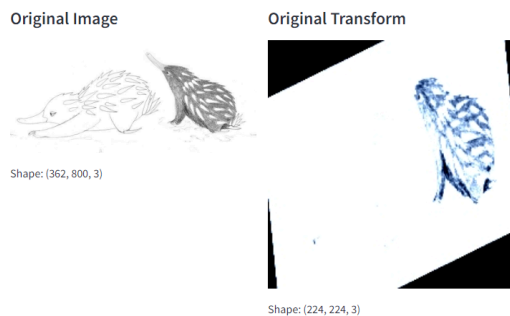 Original Image
Original Transform
Shape: (362, 800, 3)
Shape: (224, 224, 3)